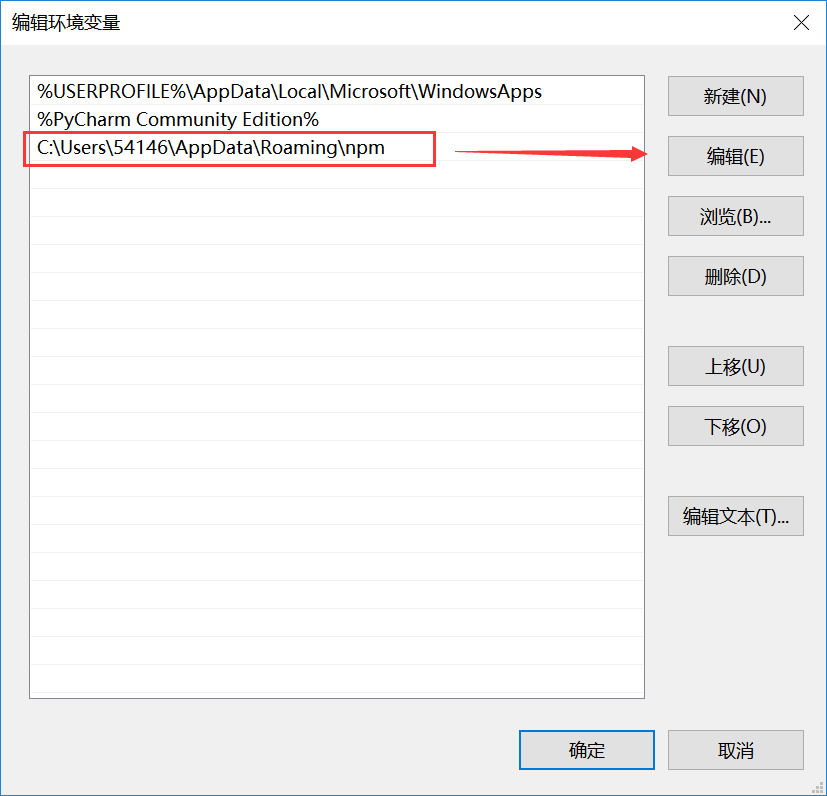 编辑环境变量
%USERPROFILE%\AppData\Local\Microsoft\WindowsApps
%PyCharm Community Edition%
C:\Users\54146\AppData\Roaming\npm
新建(N)
编辑(E)
浏览(B)...
删除(D)
上移(U)
下移(O)
编辑文本(T)...
确定
取消